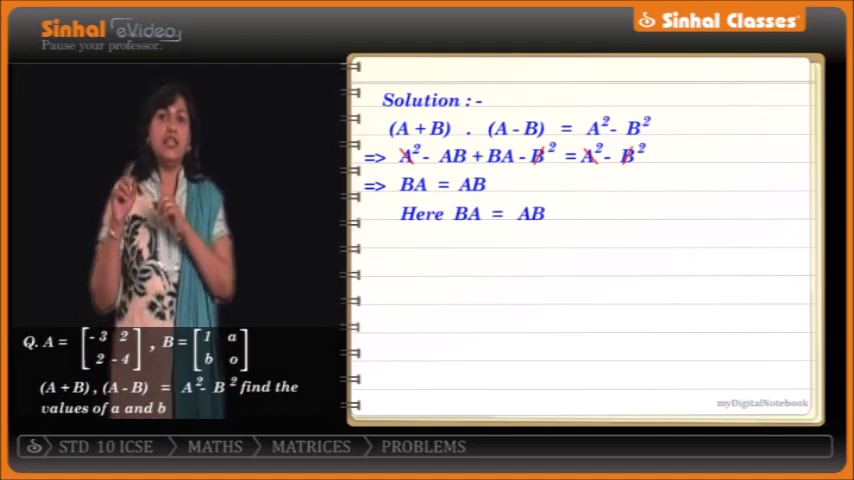 Sinhal eVideo
Pause your professor.
Sinhal Classes
Solution : -
(A + B) . (A - B) = A² - B²
=> A² - AB + BA - B² = A² - B²
=> BA = AB
Here BA = AB
Q. A = [ - 3 2 ] , B = [ 1 a ]
[ 2 - 4 ] [ b o ]
(A + B) , (A - B) = A² - B² find the
values of a and b
myDigitalNotebook
STD 10 ICSE MATHS MATRICES PROBLEMS